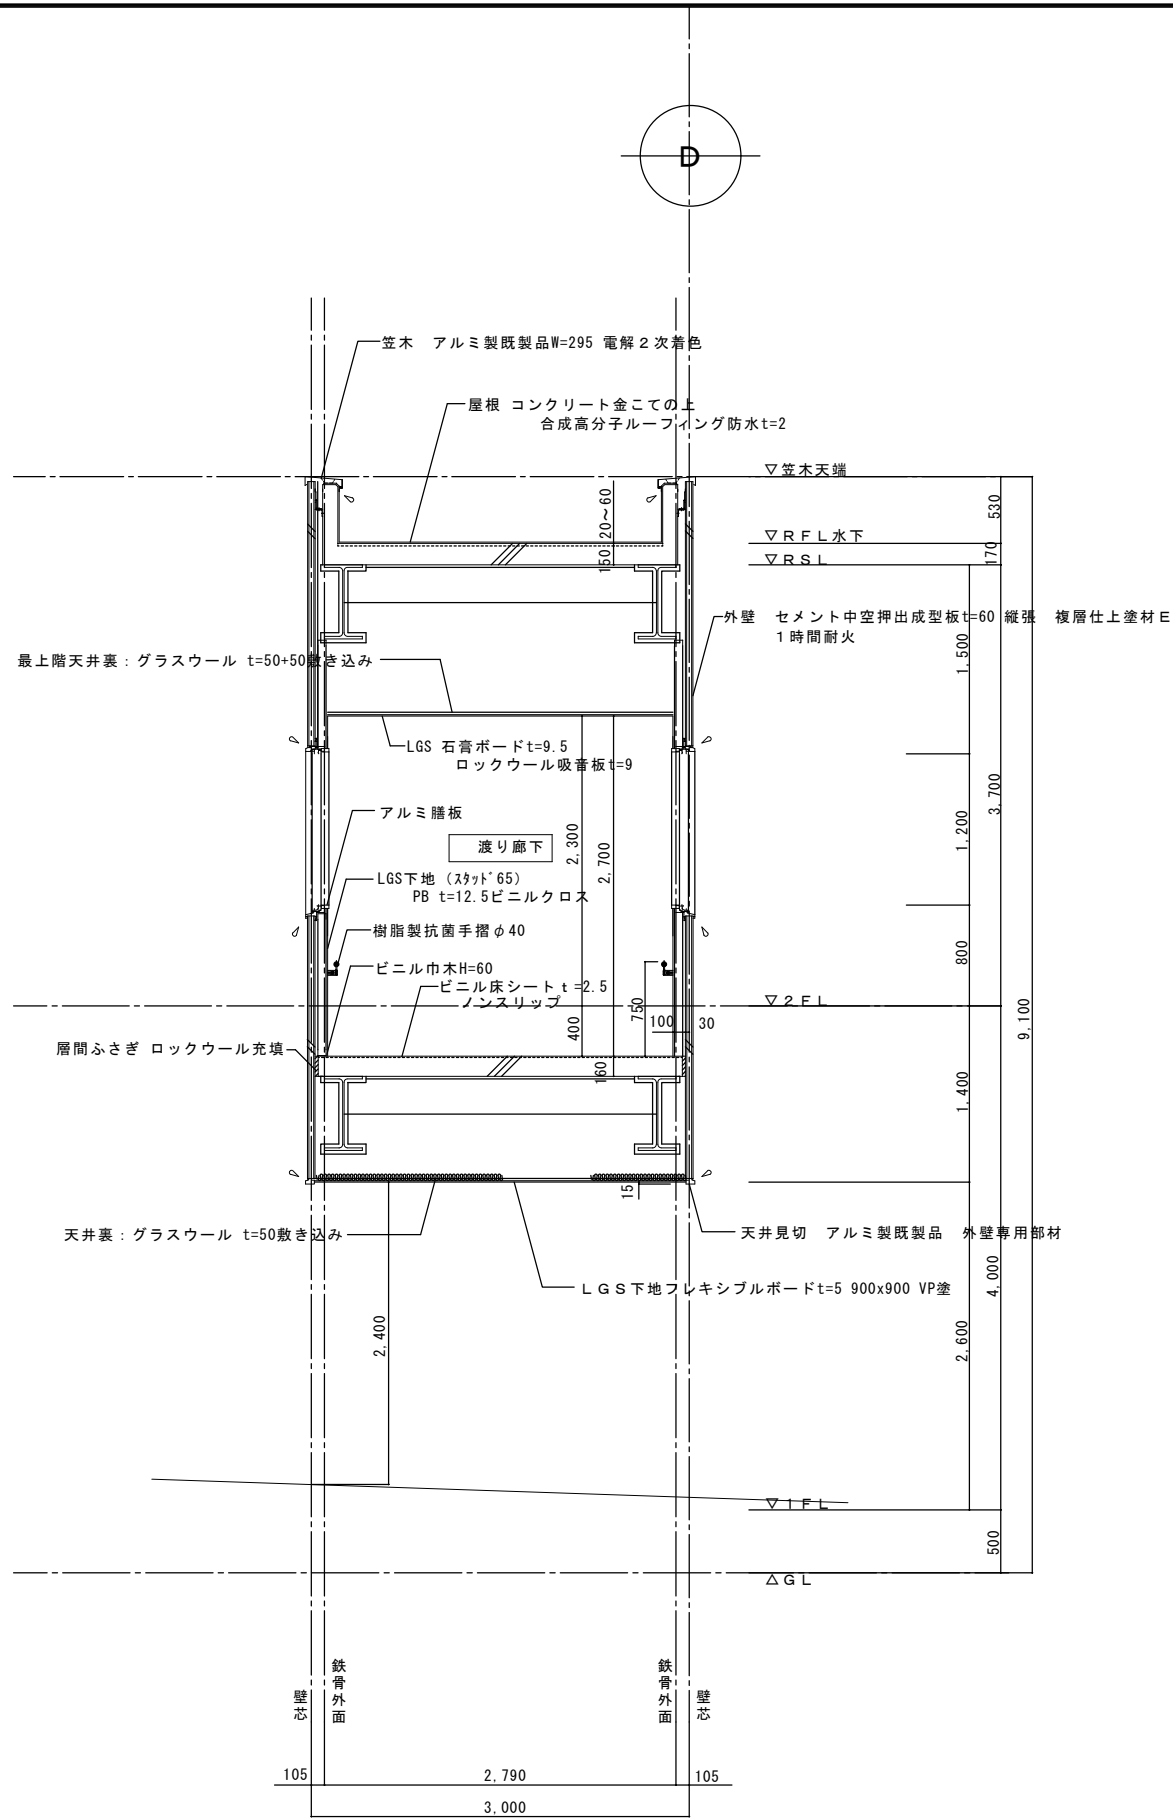 D
笠木　アルミ製既製品W=295 電解２次着色
屋根 コンクリート金こての上
合成高分子ルーフィング防水t=2
▽笠木天端
530
20～60
▽ＲＦＬ水下
170
▽ＲＳＬ
150
外壁　セメント中空押出成型板t=60 縦張　複層仕上塗材Ｅ
１時間耐火
1,500
最上階天井裏：グラスウール t=50+50敷き込み
LGS 石膏ボードt=9.5
ロックウール吸音板t=9
3,700
アルミ膳板
1,200
渡り廊下
2,300
2,700
LGS下地（ｽﾀｯﾄﾞ65）
PB t=12.5ビニルクロス
樹脂製抗菌手摺φ40
800
ビニル巾木H=60
ビニル床シートｔ=2.5
ノンスリップ
750
▽２ＦＬ
400
100
30
9,100
層間ふさぎ ロックウール充填
160
1,400
15
天井裏：グラスウール t=50敷き込み
天井見切　アルミ製既製品　外壁専用部材
ＬＧＳ下地フレキシブルボードt=5 900x900 VP塗
4,000
2,400
2,600
▽１ＦＬ
500
△ＧＬ
壁芯
鉄骨外面
鉄骨外面
壁芯
105
2,790
105
3,000